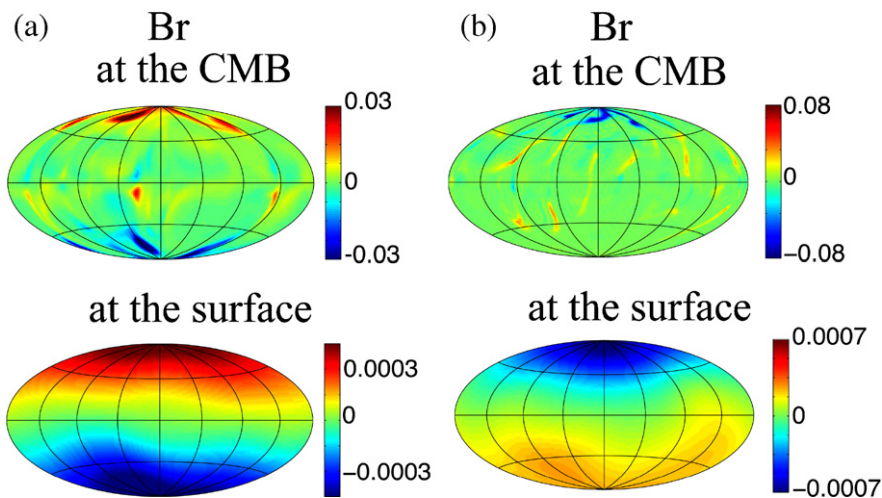 (a)
Br
at the CMB
0.03
0
-0.03
at the surface
0.0003
0
−0.0003
(b)
Br
at the CMB
0.08
0
−0.08
at the surface
0.0007
0
−0.0007